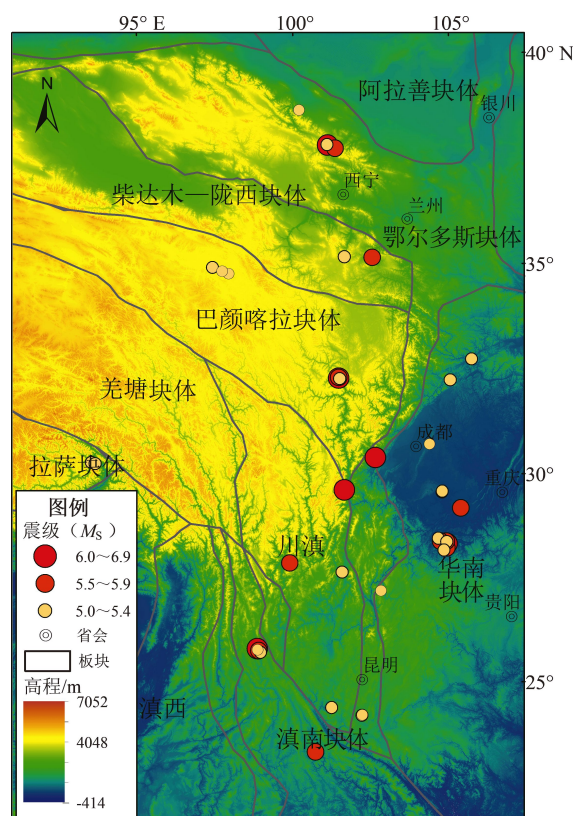 95° E
100°
105°
40° N
N
阿拉善块体
银川
西宁
柴达木—陇西块体
兰州
鄂尔多斯块体
35°
巴颜喀拉块体
羌塘块体
成都
拉萨块体
30°
重庆
图例
震级（MS）
6.0～6.9
5.5～5.9
5.0～5.4
省会
板块
高程/m
7052
4048
-414
川滇
华南
块体
贵阳
昆明
25°
滇西
滇南块体